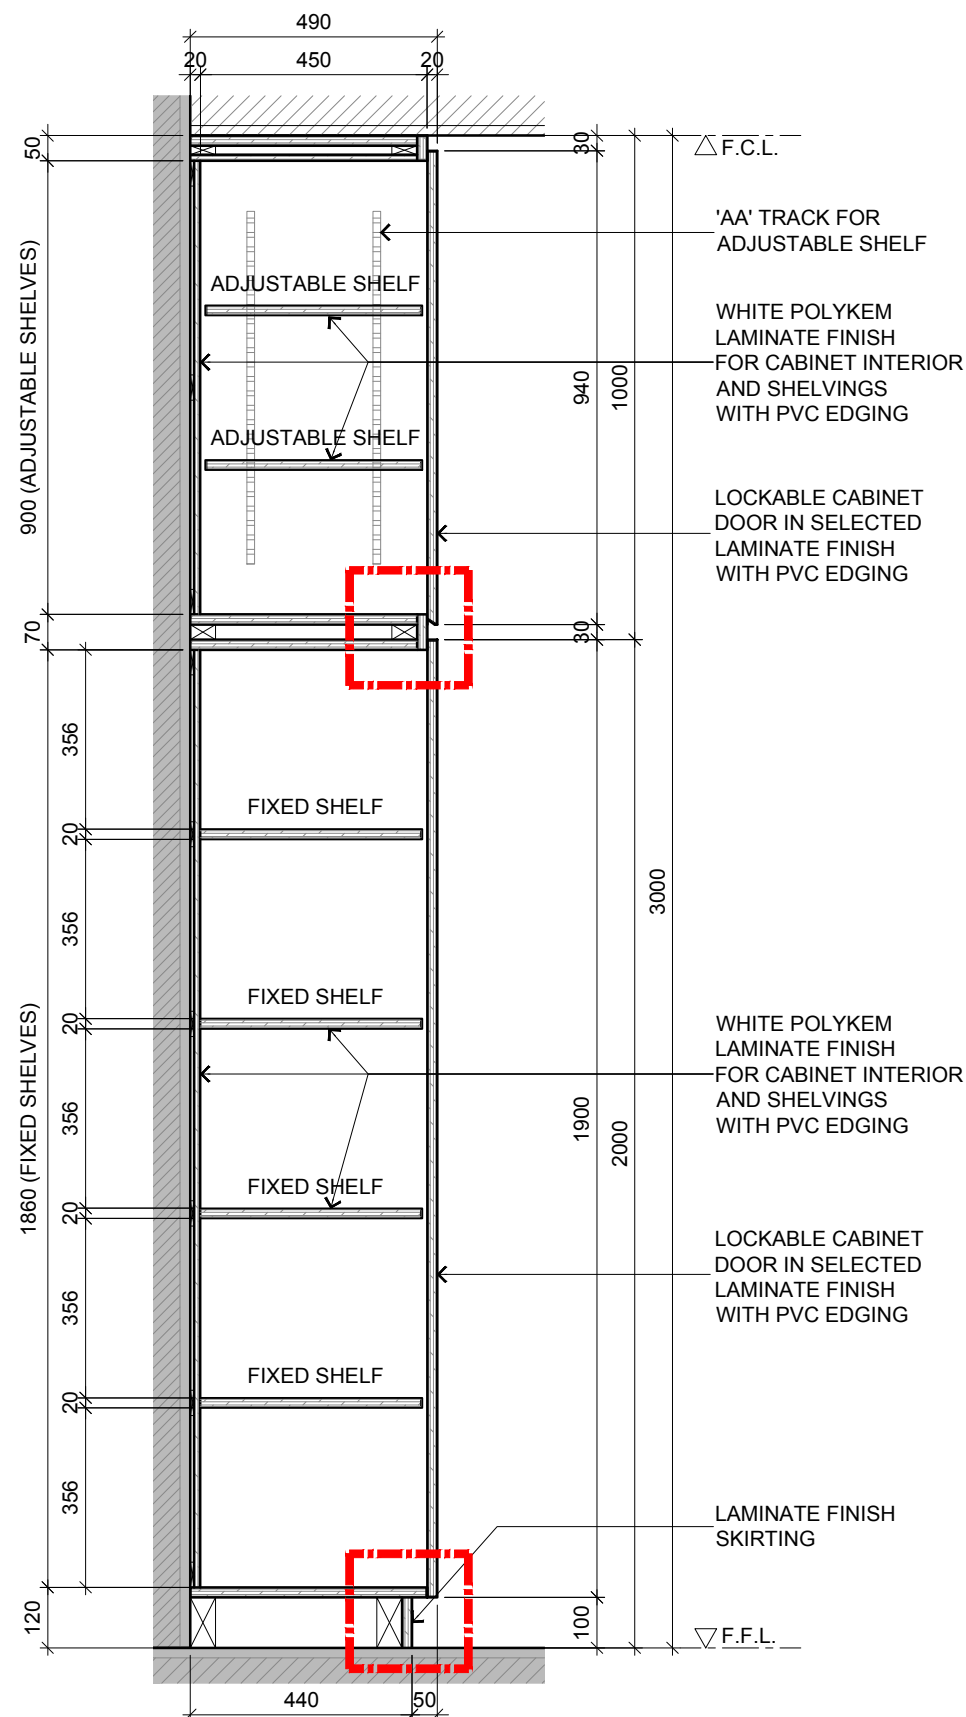 490
20
450
20
50
30
F.C.L.
'AA' TRACK FOR
ADJUSTABLE SHELF
ADJUSTABLE SHELF
WHITE POLYKEM
LAMINATE FINISH
FOR CABINET INTERIOR
AND SHELVINGS
WITH PVC EDGING
900 (ADJUSTABLE SHELVES)
940
1000
ADJUSTABLE SHELF
LOCKABLE CABINET
DOOR IN SELECTED
LAMINATE FINISH
WITH PVC EDGING
70
30
356
FIXED SHELF
20
356
3000
FIXED SHELF
20
WHITE POLYKEM
LAMINATE FINISH
FOR CABINET INTERIOR
AND SHELVINGS
WITH PVC EDGING
1860 (FIXED SHELVES)
356
1900
2000
FIXED SHELF
20
LOCKABLE CABINET
DOOR IN SELECTED
LAMINATE FINISH
WITH PVC EDGING
356
FIXED SHELF
20
356
LAMINATE FINISH
SKIRTING
120
100
F.F.L.
440
50